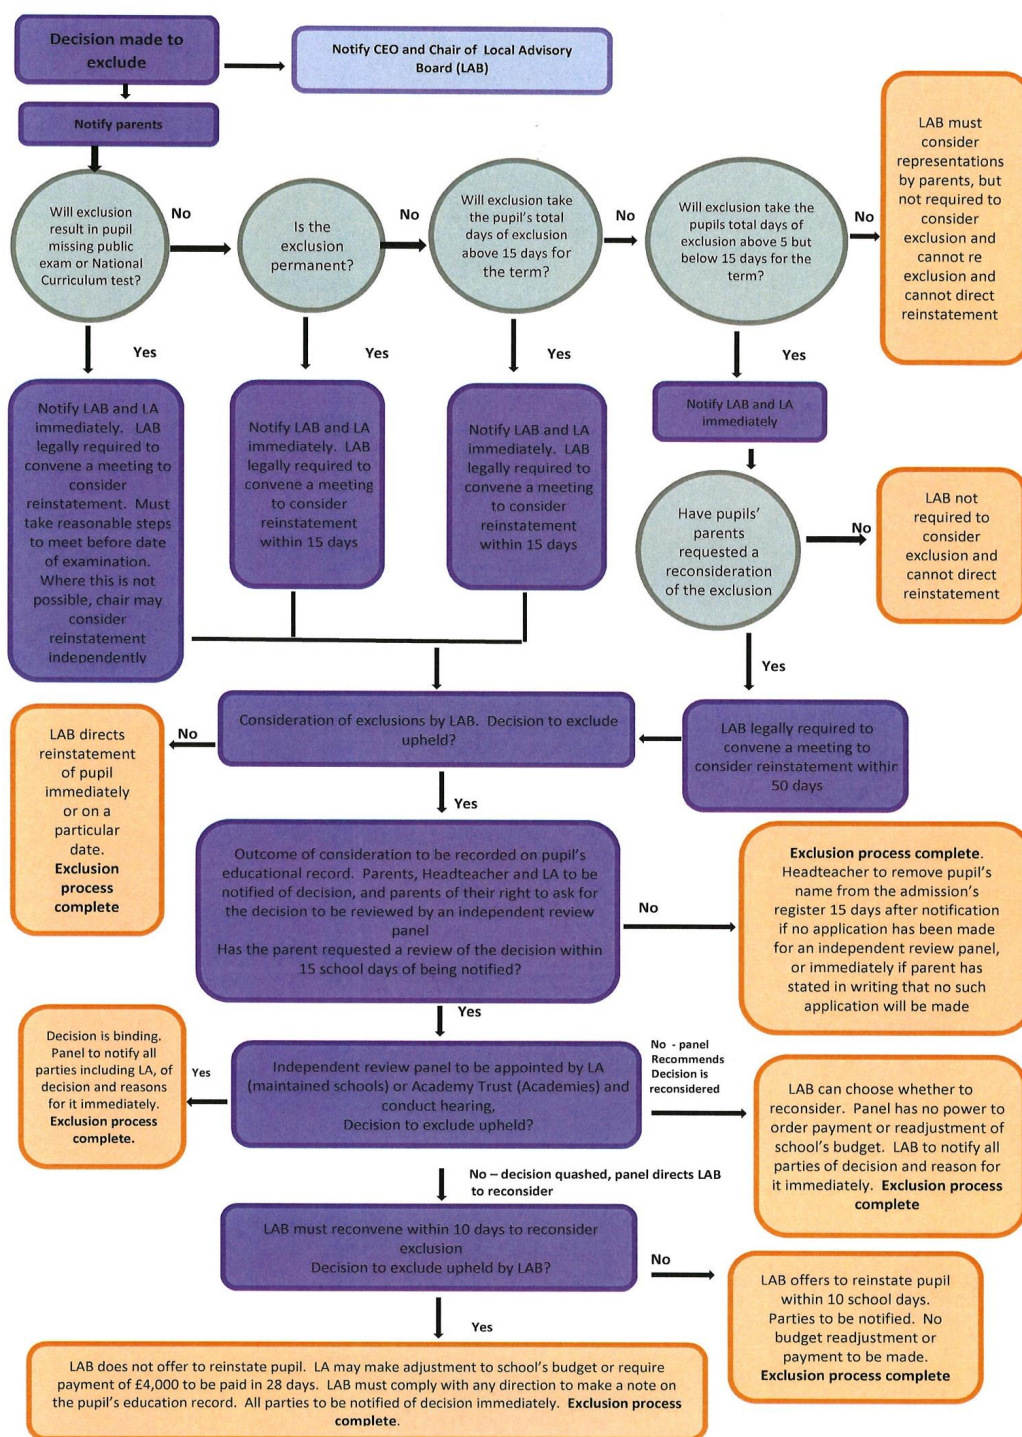 Decision made to
exclude
Notify CEO and Chair of Local Advisory
Board (LAB)
Notify parents
Will exclusion
result in pupil
missing public
exam or National
Curriculum test?
No
Is the
exclusion
permanent?
No
Will exclusion take
the pupil's total
days of exclusion
above 15 days for
the term?
No
Will exclusion take the
pupils total days of
exclusion above 5 but
below 15 days for the
term?
No
LAB must
consider
representations
by parents, but
not required to
consider
exclusion and
cannot re
exclusion and
cannot direct
reinstatement
Yes
Yes
Yes
Yes
Notify LAB and LA
immediately. LAB
legally required to
convene a meeting to
consider
reinstatement. Must
take reasonable steps
to meet before date
of examination.
Where this is not
possible, chair may
consider
reinstatement
independently
Notify LAB and LA
immediately. LAB
legally required to
convene a meeting
to consider
reinstatement
within 15 days
Notify LAB and LA
immediately. LAB
legally required to
convene a meeting
to consider
reinstatement
within 15 days
Notify LAB and LA
immediately
Have pupils'
parents
requested a
reconsideration
of the exclusion
No
LAB not
required to
consider
exclusion and
cannot direct
reinstatement
Yes
LAB legally required to
convene a meeting to
consider reinstatement within
50 days
Consideration of exclusions by LAB. Decision to exclude
upheld?
No
LAB directs
reinstatement
of pupil
immediately
or on a
particular
date.
Exclusion
process
complete
Yes
Outcome of consideration to be recorded on pupil's
educational record. Parents, Headteacher and LA to be
notified of decision, and parents of their right to ask for
the decision to be reviewed by an independent review
panel
Has the parent requested a review of the decision within
15 school days of being notified?
No
Exclusion process complete.
Headteacher to remove pupil's
name from the admission's
register 15 days after notification
if no application has been made
for an independent review panel,
or immediately if parent has
stated in writing that no such
application will be made
Yes
Independent review panel to be appointed by LA
(maintained schools) or Academy Trust (Academies) and
conduct hearing,
Decision to exclude upheld?
Yes
Decision is binding.
Panel to notify all
parties including LA, of
decision and reasons
for it immediately.
Exclusion process
complete.
No - panel
Recommends
Decision is
reconsidered
LAB can choose whether to
reconsider. Panel has no power to
order payment or readjustment of
school's budget. LAB to notify all
parties of decision and reason for
it immediately. Exclusion process
complete
No – decision quashed, panel directs LAB
to reconsider
LAB must reconvene within 10 days to reconsider
exclusion
Decision to exclude upheld by LAB?
No
LAB offers to reinstate pupil
within 10 school days.
Parties to be notified. No
budget readjustment or
payment to be made.
Exclusion process complete
Yes
LAB does not offer to reinstate pupil. LA may make adjustment to school's budget or require
payment of £4,000 to be paid in 28 days. LAB must comply with any direction to make a note on
the pupil's education record. All parties to be notified of decision immediately. Exclusion process
complete.